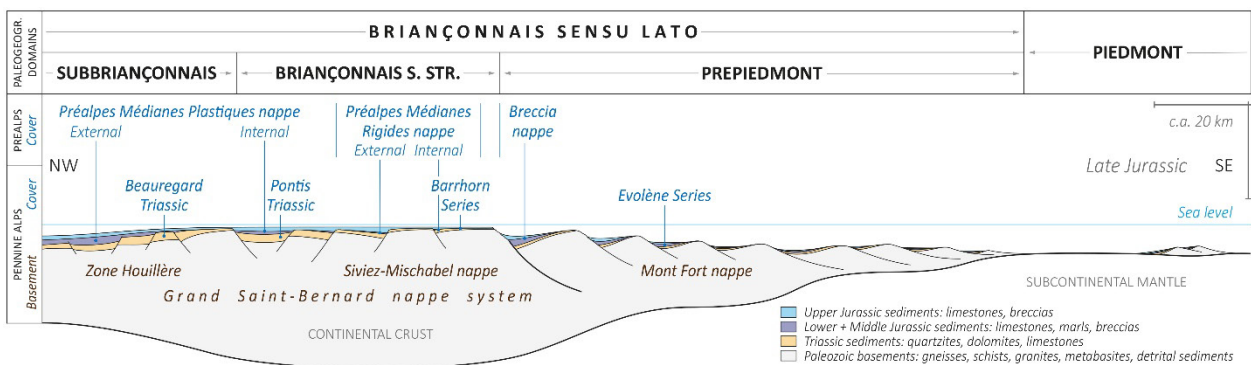 PALEOGEOGR.
DOMAINS
BRIANÇONNAIS SENSU LATO
PIEDMONT
SUBBRIANÇONNAIS
BRIANÇONNAIS S. STR.
PREPIEDMONT
PREALPS
Cover
Préalpes Médianes Plastiques nappe
External
Internal
Préalpes Médianes
Rigides nappe
External
Internal
Breccia
nappe
c.a. 20 km
NW
Late Jurassic
SE
PENNINE ALPS
Cover
Basement
Beauregard
Triassic
Pontis
Triassic
Barrhorn
Series
Evolène Series
Sea level
Zone Houillère
Siviez-Mischabel nappe
Mont Fort nappe
Grand Saint-Bernard nappe system
SUBCONTINENTAL MANTLE
CONTINENTAL CRUST
Upper Jurassic sediments: limestones, breccias
Lower + Middle Jurassic sediments: limestones, marls, breccias
Triassic sediments: quartzites, dolomites, limestones
Paleozoic basements: gneisses, schists, granites, metabasites, detrital sediments